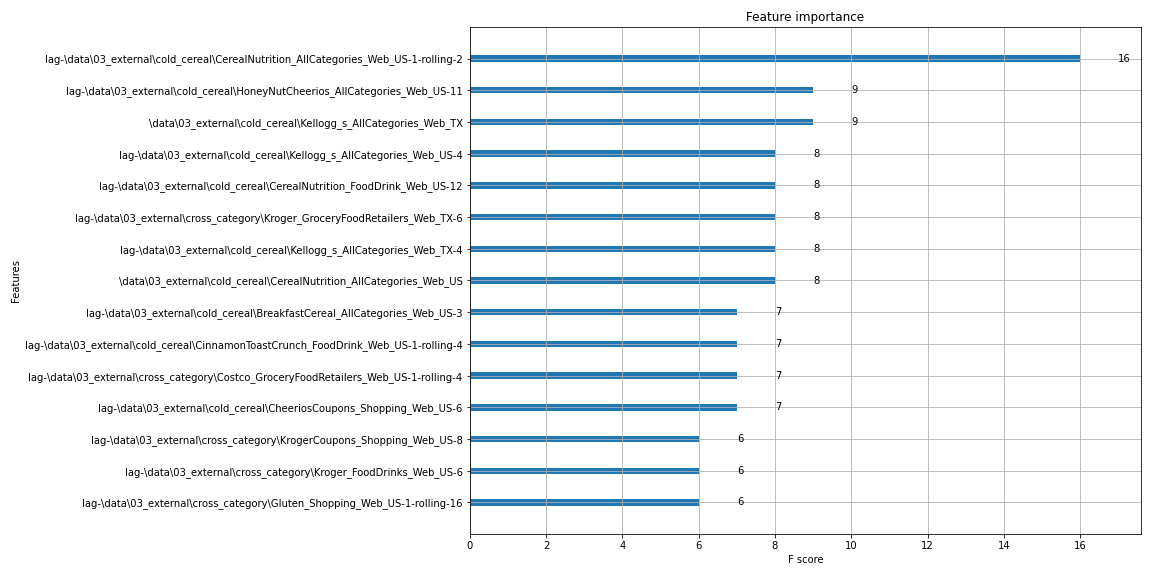 Feature importance
lag-\data\03_external\cold_cereal\CerealNutrition_AllCategories_Web_US-1-rolling-2 16
lag-\data\03_external\cold_cereal\HoneyNutCheerios_AllCategories_Web_US-11 9
\data\03_external\cold_cereal\Kellogg_s_AllCategories_Web_TX 9
lag-\data\03_external\cold_cereal\Kellogg_s_AllCategories_Web_US-4 8
lag-\data\03_external\cold_cereal\CerealNutrition_FoodDrink_Web_US-12 8
lag-\data\03_external\cross_category\Kroger_GroceryFoodRetailers_Web_TX-6 8
lag-\data\03_external\cold_cereal\Kellogg_s_AllCategories_Web_TX-4 8
\data\03_external\cold_cereal\CerealNutrition_AllCategories_Web_US 8
lag-\data\03_external\cold_cereal\BreakfastCereal_AllCategories_Web_US-3 7
lag-\data\03_external\cold_cereal\CinnamonToastCrunch_FoodDrink_Web_US-1-rolling-4 7
lag-\data\03_external\cross_category\Costco_GroceryFoodRetailers_Web_US-1-rolling-4 7
lag-\data\03_external\cold_cereal\CheeriosCoupons_Shopping_Web_US-6 7
lag-\data\03_external\cross_category\KrogerCoupons_Shopping_Web_US-8 6
lag-\data\03_external\cross_category\Kroger_FoodDrinks_Web_US-6 6
lag-\data\03_external\cross_category\Gluten_Shopping_Web_US-1-rolling-16 6
Features
0 2 4 6 8 10 12 14 16
F score